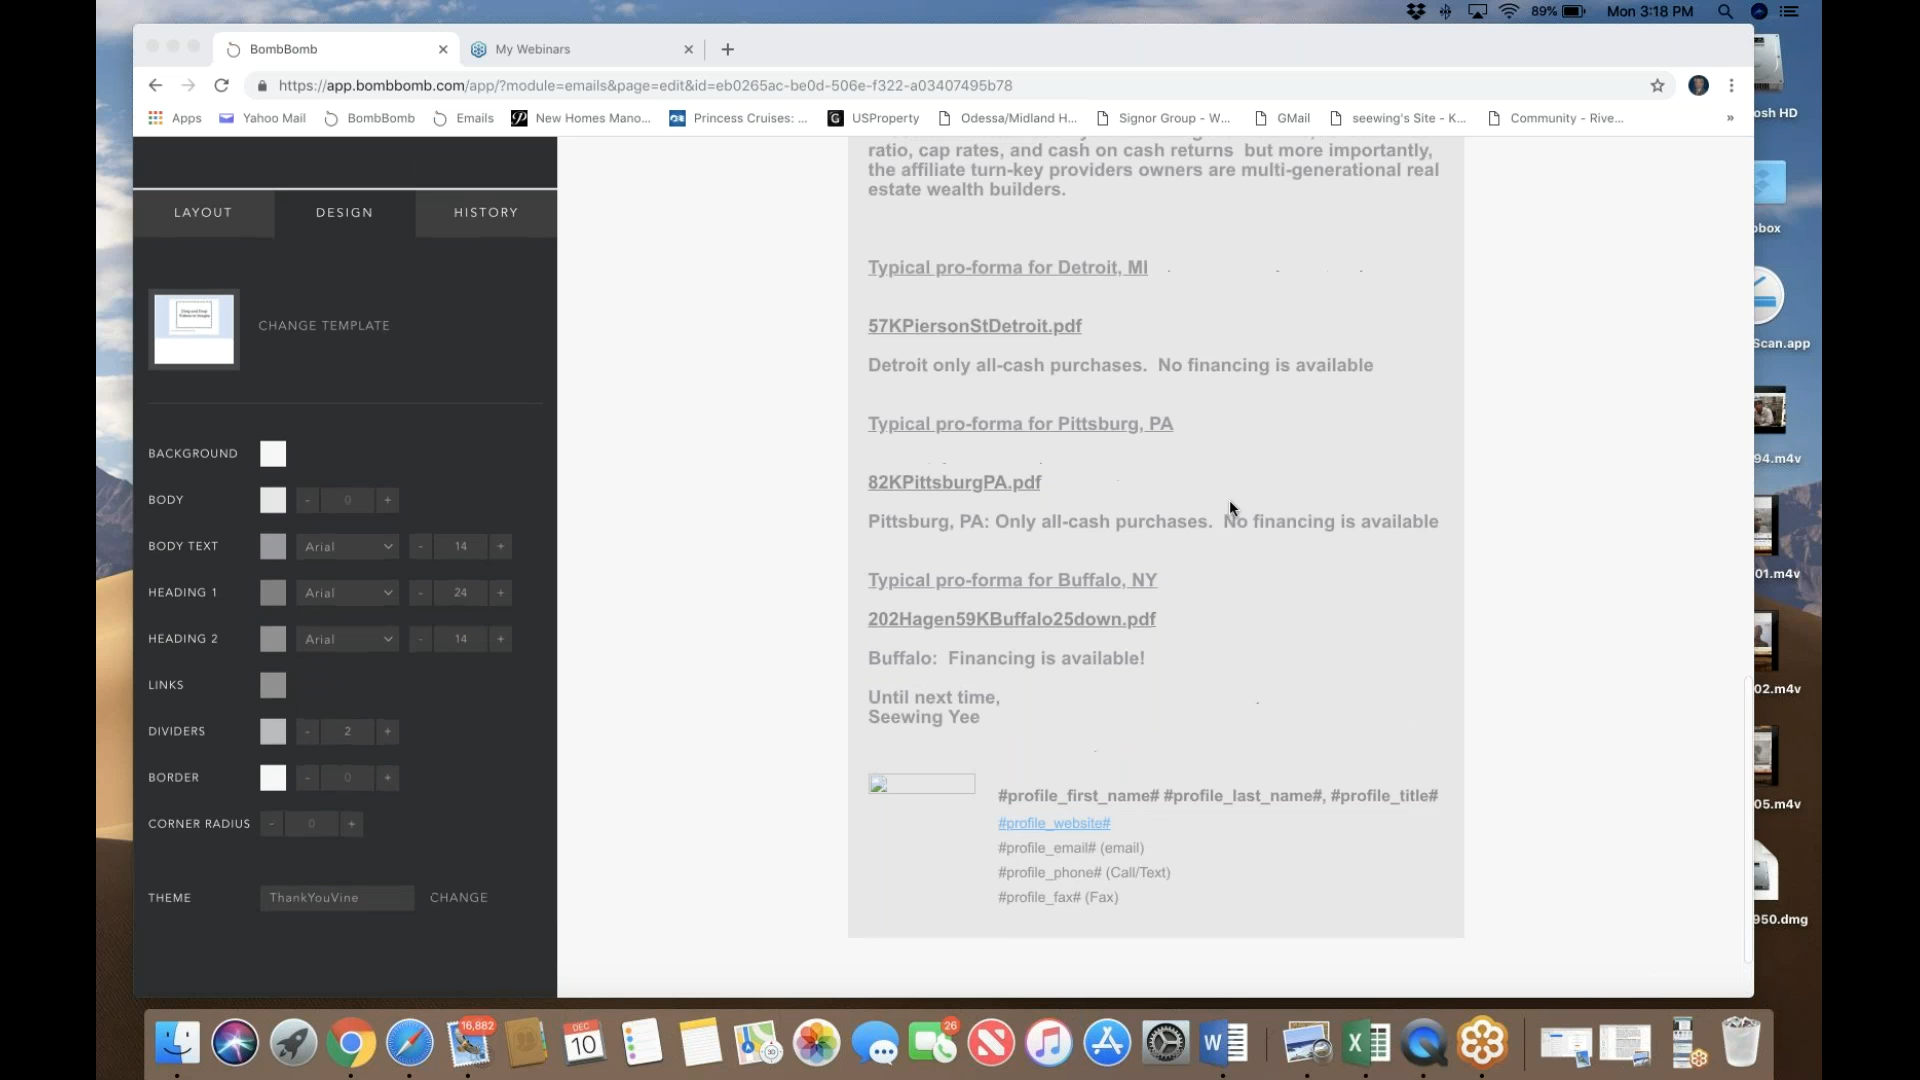 89%
Mon 3:18 PM
BombBomb
My Webinars
https://app.bombbomb.com/app/?module=emails&page=edit&id=eb0265ac-be0d-506e-f322-a03407495b78
Apps
Yahoo Mail
BombBomb
Emails
New Homes Mano...
Princess Cruises: ...
USProperty
Odessa/Midland H...
Signor Group - W...
GMail
seewing's Site - K...
Community - Rive...
»
osh HD
LAYOUT
DESIGN
HISTORY
CHANGE TEMPLATE
BACKGROUND
BODY
- 0 +
BODY TEXT
Arial
- 14 +
HEADING 1
Arial
- 24 +
HEADING 2
Arial
- 14 +
LINKS
DIVIDERS
- 2 +
BORDER
- 0 +
CORNER RADIUS
- 0 +
THEME
ThankYouVine
CHANGE
ratio, cap rates, and cash on cash returns but more importantly,
the affiliate turn-key providers owners are multi-generational real
estate wealth builders.
Typical pro-forma for Detroit, MI
57KPiersonStDetroit.pdf
Detroit only all-cash purchases. No financing is available
Typical pro-forma for Pittsburg, PA
82KPittsburgPA.pdf
Pittsburg, PA: Only all-cash purchases. No financing is available
Typical pro-forma for Buffalo, NY
202Hagen59KBuffalo25down.pdf
Buffalo: Financing is available!
Until next time,
Seewing Yee
#profile_first_name# #profile_last_name#, #profile_title#
#profile_website#
#profile_email# (email)
#profile_phone# (Call/Text)
#profile_fax# (Fax)
box
Scan.app
94.m4v
01.m4v
02.m4v
05.m4v
950.dmg
16,882
DEC
10
26